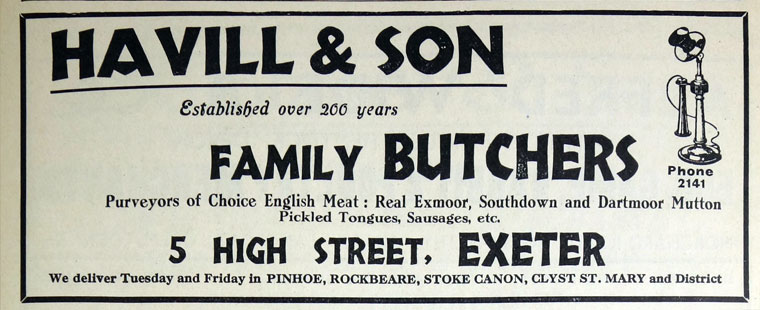 HAVILL & SON
Established over 200 years
FAMILY BUTCHERS
Phone
2141
Purveyors of Choice English Meat : Real Exmoor, Southdown and Dartmoor Mutton
Pickled Tongues, Sausages, etc.
5 HIGH STREET, EXETER
We deliver Tuesday and Friday in PINHOE, ROCKBEARE, STOKE CANON, CLYST ST. MARY and District